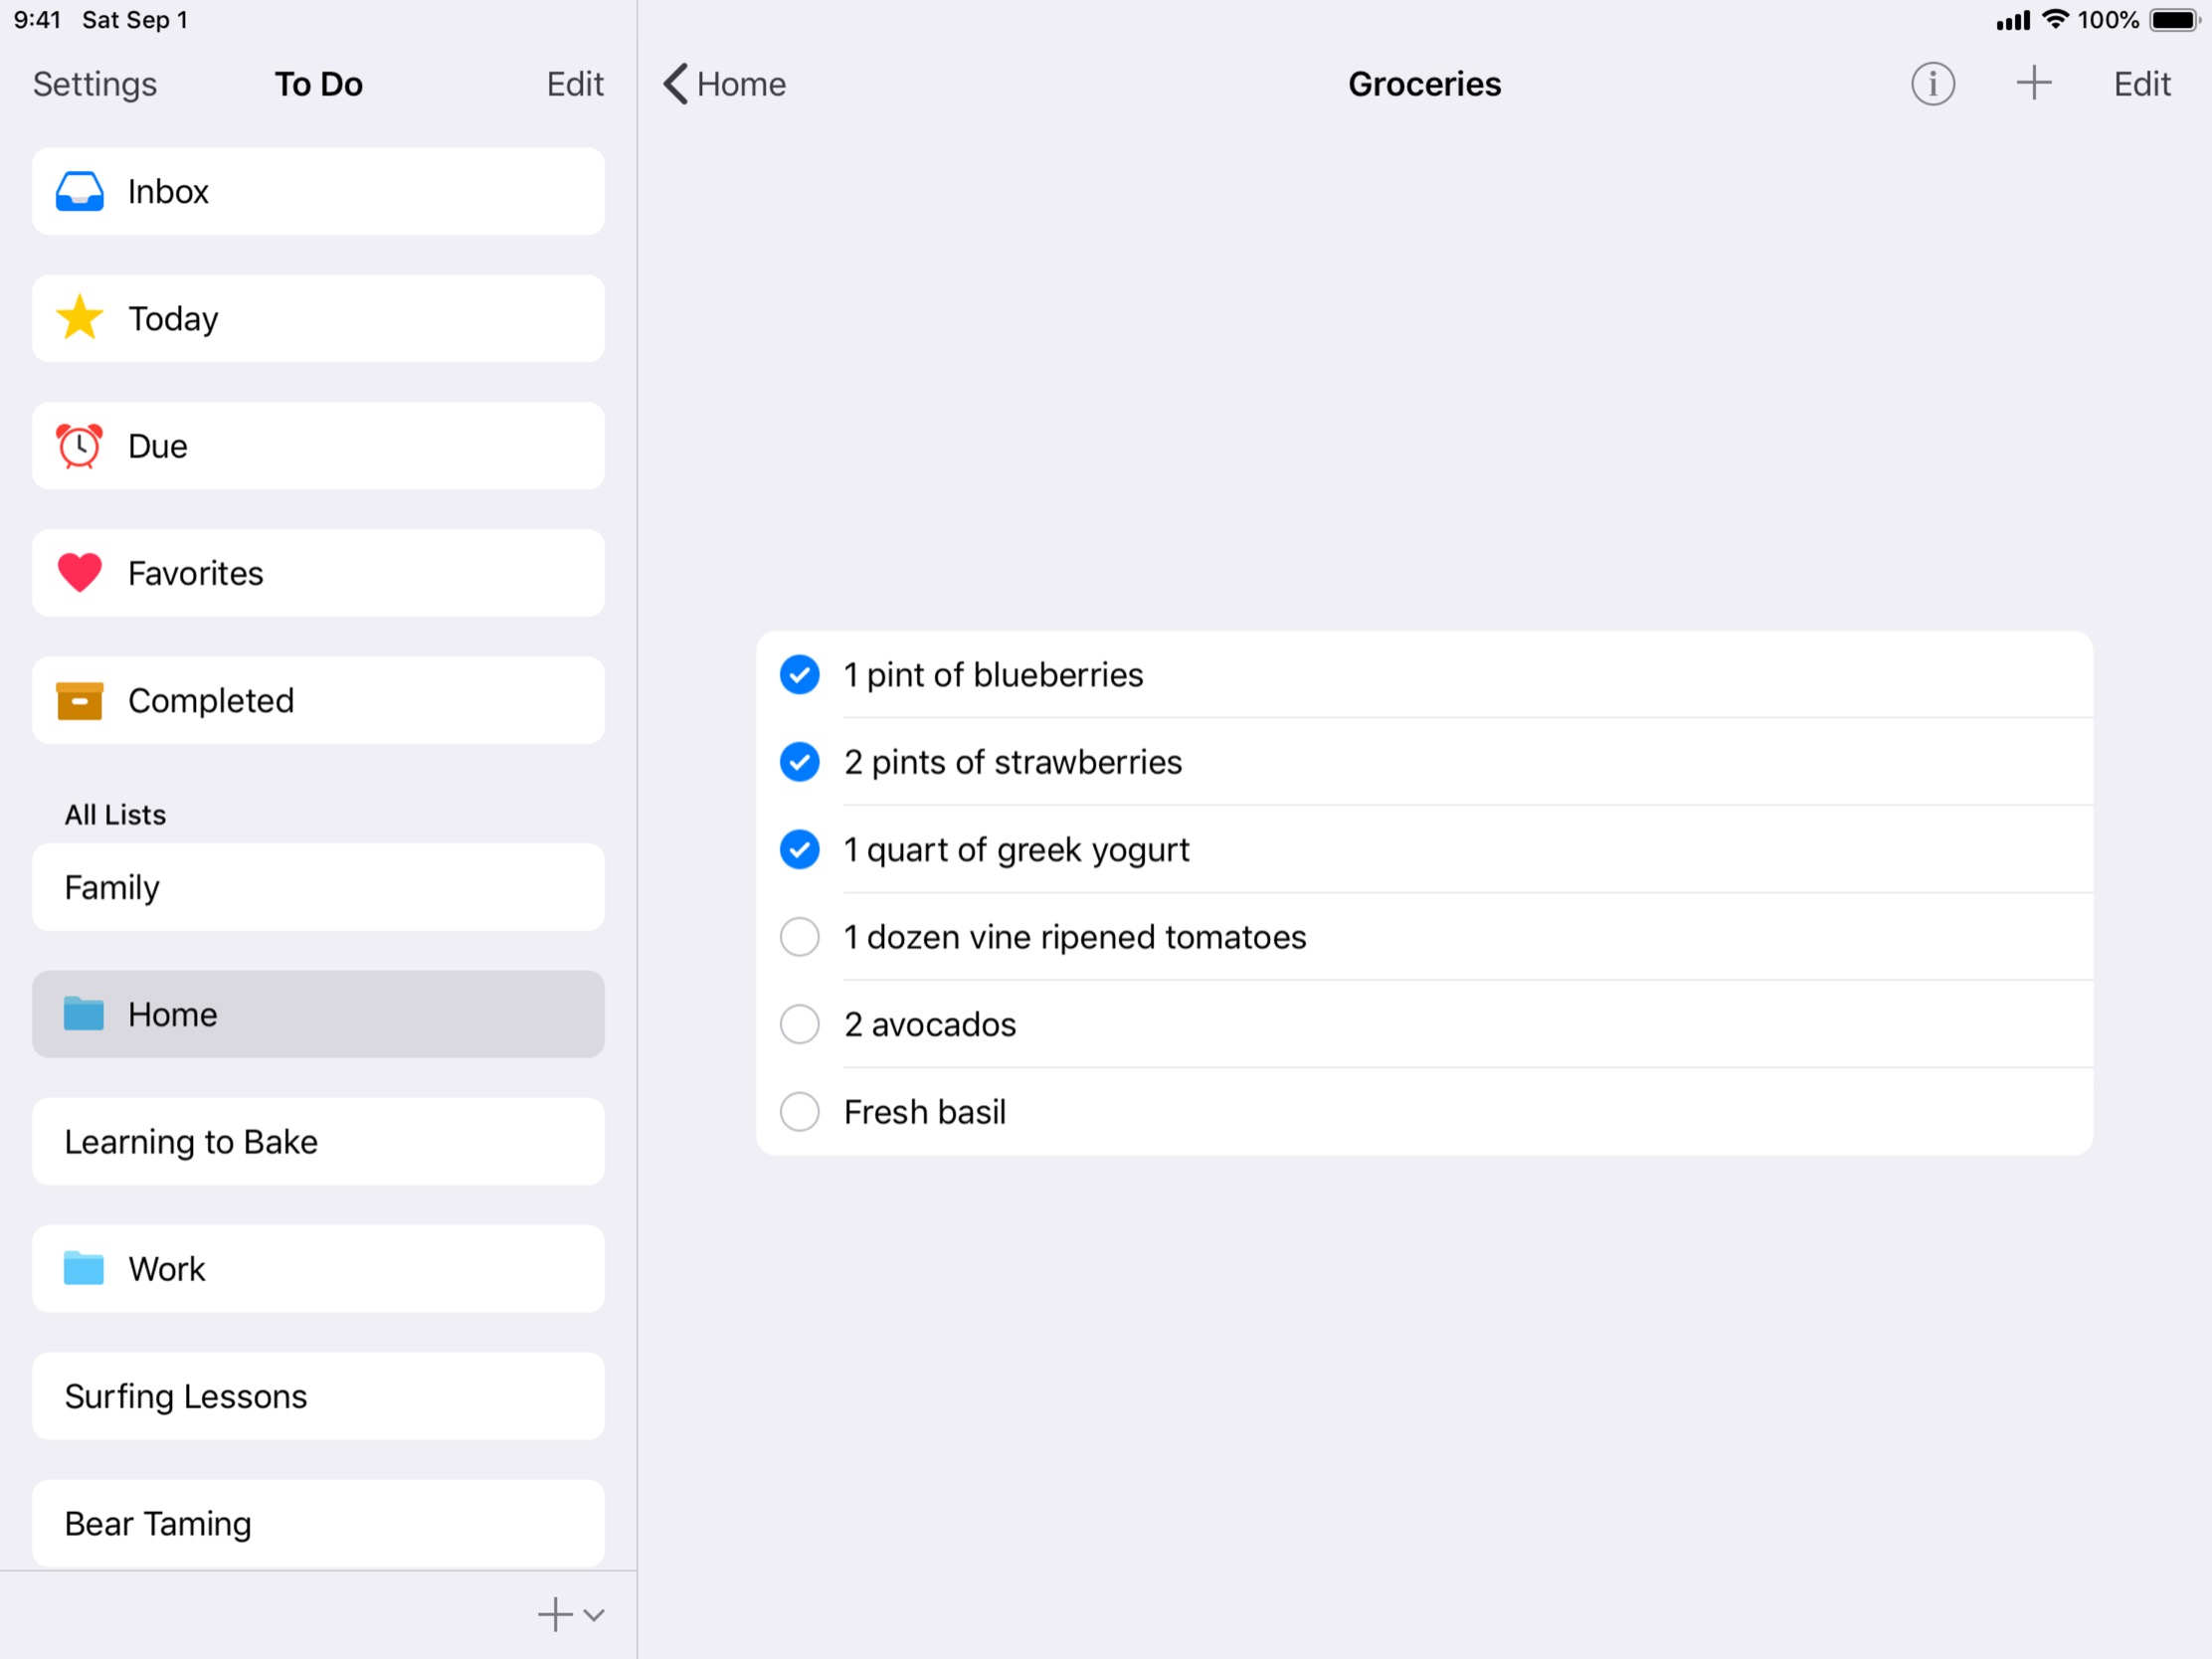 9:41 Sat Sep 1
100%
Settings To Do Edit
Inbox
Today
Due
Favorites
Completed
All Lists
Family
Home
Learning to Bake
Work
Surfing Lessons
Bear Taming
Home Groceries Edit
1 pint of blueberries
2 pints of strawberries
1 quart of greek yogurt
1 dozen vine ripened tomatoes
2 avocados
Fresh basil